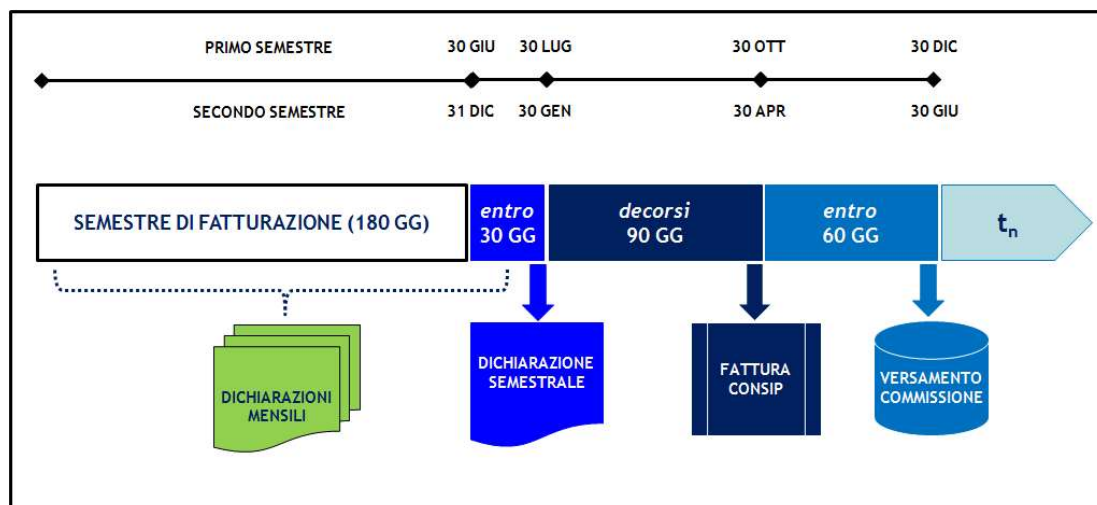 PRIMO SEMESTRE 30 GIU 30 LUG 30 OTT 30 DIC
SECONDO SEMESTRE 31 DIC 30 GEN 30 APR 30 GIU
SEMESTRE DI FATTURAZIONE (180 GG)
entro
30 GG
decorsi
90 GG
entro
60 GG
tn
DICHIARAZIONI
MENSILI
DICHIARAZIONE
SEMESTRALE
FATTURA
CONSIP
VERSAMENTO
COMMISSIONE